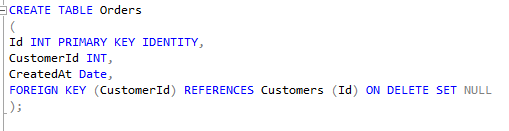 CREATE TABLE Orders
(
Id INT PRIMARY KEY IDENTITY,
CustomerId INT,
CreatedAt Date,
FOREIGN KEY (CustomerId) REFERENCES Customers (Id) ON DELETE SET NULL
);